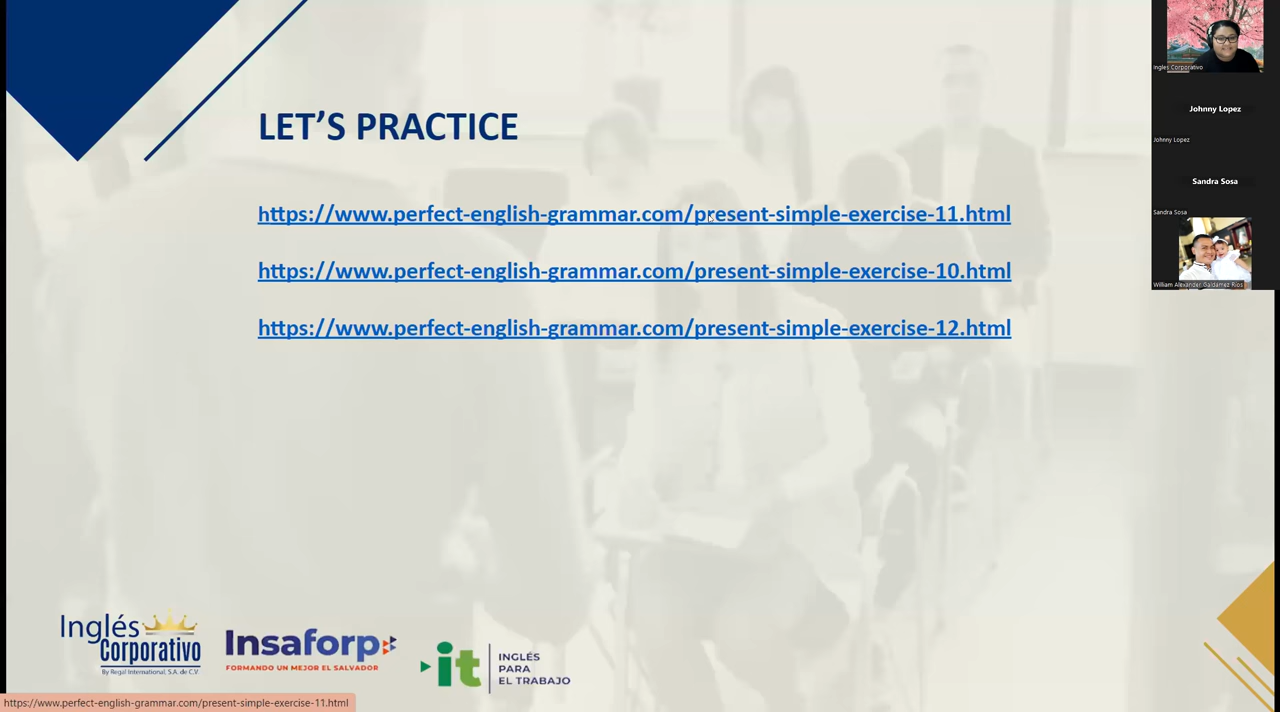 LET'S PRACTICE
https://www.perfect-english-grammar.com/present-simple-exercise-11.html
https://www.perfect-english-grammar.com/present-simple-exercise-10.html
https://www.perfect-english-grammar.com/present-simple-exercise-12.html
Inglés Corporativo
Johnny Lopez
Johnny Lopez
Sandra Sosa
Sandra Sosa
William Alexander Galdamez Rios
Inglés
Corporativo
By Regal International, S.A. de C.V.
Insaforp
FORMANDO UN MEJOR EL SALVADOR
it
INGLÉS
PARA
EL TRABAJO
https://www.perfect-english-grammar.com/present-simple-exercise-11.html